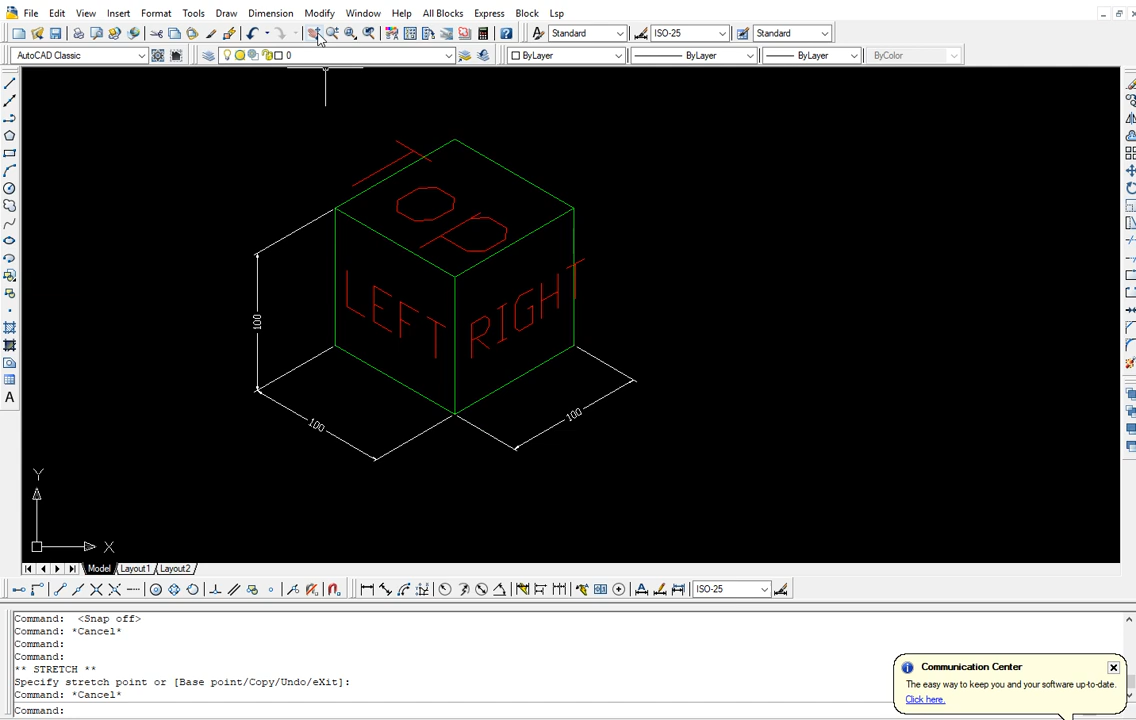 File Edit View Insert Format Tools Draw Dimension Modify Window Help All Blocks Express Block Lsp
Standard ISO-25 Standard
AutoCAD Classic 0 ByLayer ByLayer ByLayer ByColor
TOP
LEFT RIGHT
100
100
100
Y
X
A
Model Layout1 Layout2
ISO-25
Command:  <Snap off>
Command: *Cancel*
Command:
Command:
** STRETCH **
Specify stretch point or [Base point/Copy/Undo/eXit]:
Command: *Cancel*
Command:
Communication Center
The easy way to keep you and your software up-to-date.
Click here.